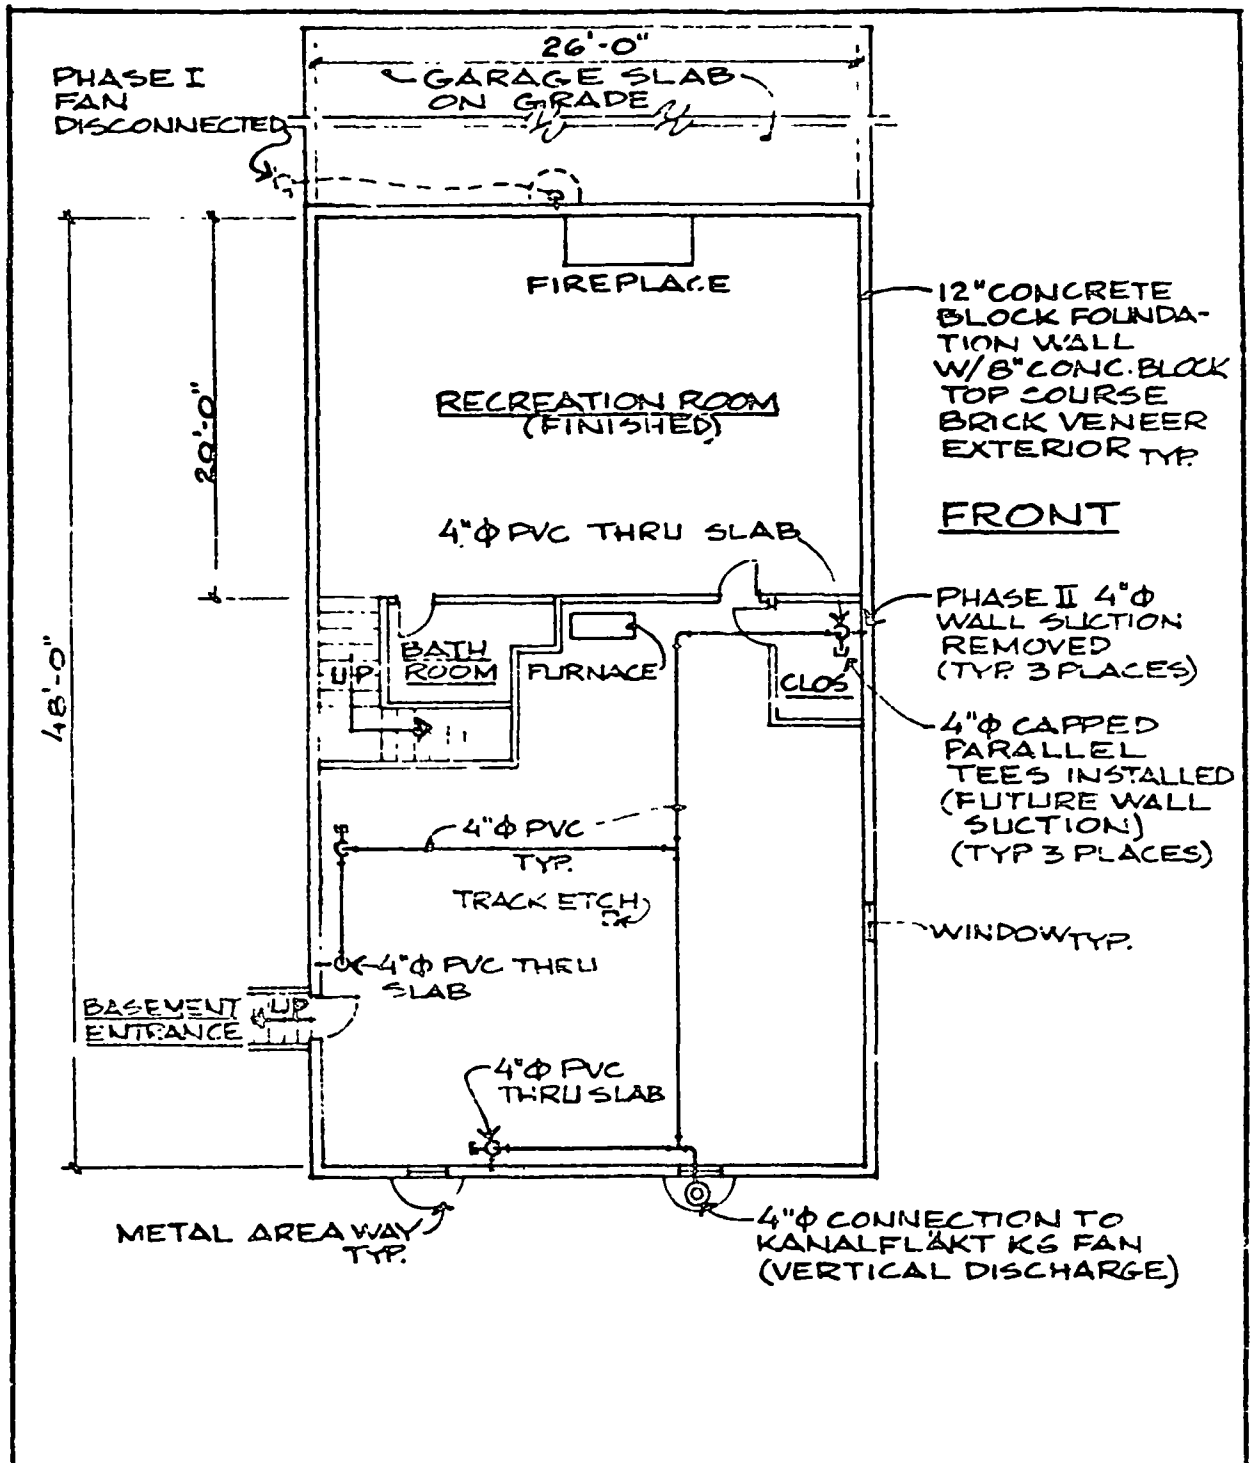 26'-0"
PHASE I
FAN
DISCONNECTED
GARAGE SLAB
ON GRADE
FIREPLACE
12" CONCRETE
BLOCK FOUNDA-
TION WALL
W/ 8" CONC. BLOCK
TOP COURSE
BRICK VENEER
EXTERIOR TYP.
RECREATION ROOM
(FINISHED)
20'-0"
FRONT
4"Φ PVC THRU SLAB
PHASE II 4"Φ
WALL SUCTION
REMOVED
(TYP. 3 PLACES)
BATH
ROOM
UP
FURNACE
CLOS
48'-0"
4"Φ CAPPED
PARALLEL
TEES INSTALLED
(FUTURE WALL
SUCTION)
(TYP 3 PLACES)
4"Φ PVC
TYP.
TRACK ETCH
WINDOW TYP.
4"Φ PVC THRU
SLAB
BASEMENT
ENTRANCE
UP
4"Φ PVC
THRU SLAB
METAL AREAWAY
TYP.
4"Φ CONNECTION TO
KANALFLÄKT K6 FAN
(VERTICAL DISCHARGE)